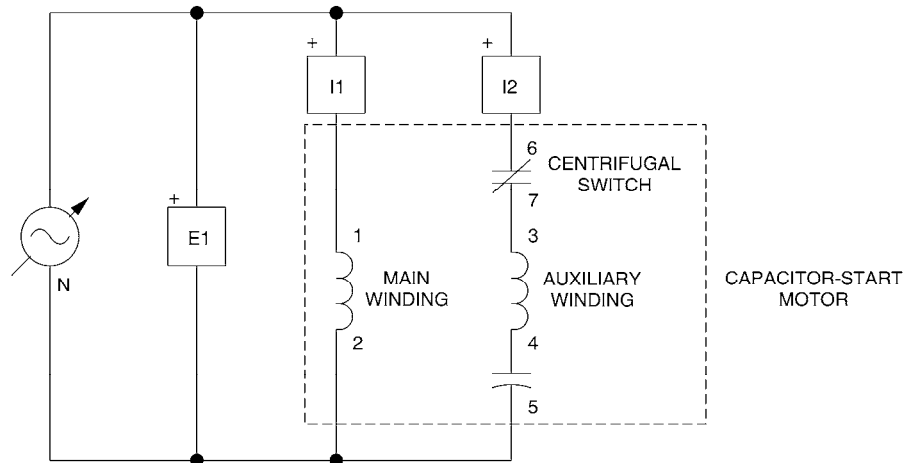 +
I1
+
I2
6
CENTRIFUGAL
SWITCH
7
+
E1
N
1
MAIN
WINDING
2
3
AUXILIARY
WINDING
4
5
CAPACITOR-START
MOTOR